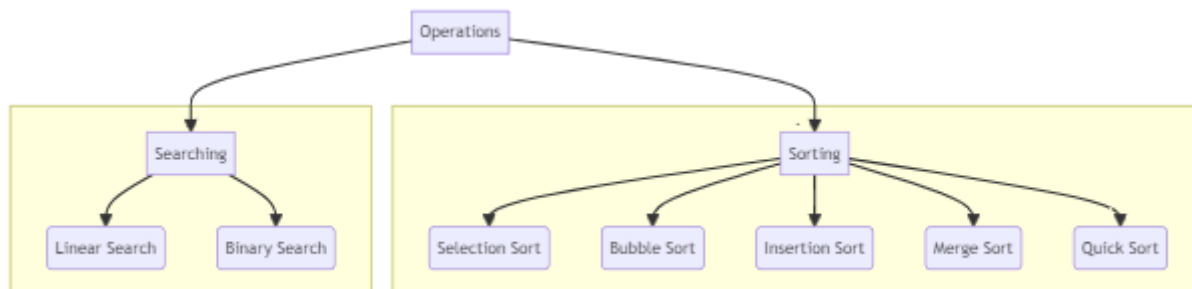 Operations
Searching
Sorting
Linear Search
Binary Search
Selection Sort
Bubble Sort
Insertion Sort
Merge Sort
Quick Sort